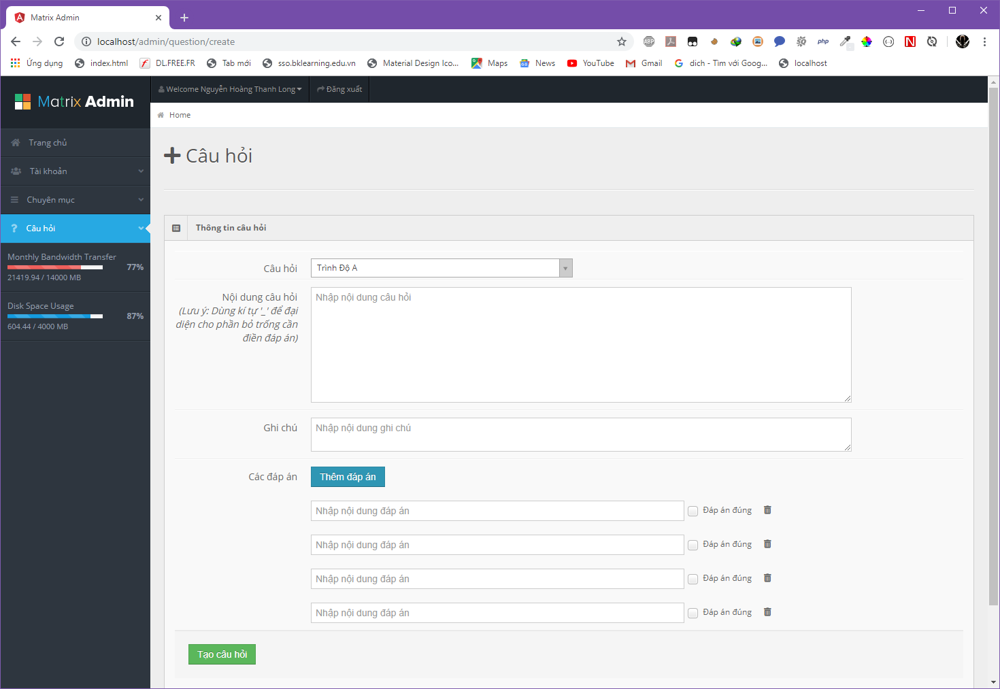 Matrix Admin
localhost/admin/question/create
ABP
php
N
Ứng dụng
index.html
DL.FREE.FR
Tab mới
sso.bklearning.edu.vn
Material Design Ico...
Maps
News
YouTube
Gmail
dich - Tìm với Goog...
localhost
Matrix Admin
Welcome Nguyễn Hoàng Thanh Long
Đăng xuất
Home
Trang chủ
Tài khoản
Chuyên mục
Câu hỏi
Monthly Bandwidth Transfer
77%
21419.94 / 14000 MB
Disk Space Usage
87%
604.44 / 4000 MB
Câu hỏi
Thông tin câu hỏi
Câu hỏi
Trình Độ A
Nội dung câu hỏi
(Lưu ý: Dùng kí tự '_' để đại
diện cho phần bỏ trống cần
điền đáp án)
Nhập nội dung câu hỏi
Ghi chú
Nhập nội dung ghi chú
Các đáp án
Thêm đáp án
Nhập nội dung đáp án
Đáp án đúng
Nhập nội dung đáp án
Đáp án đúng
Nhập nội dung đáp án
Đáp án đúng
Nhập nội dung đáp án
Đáp án đúng
Tạo câu hỏi